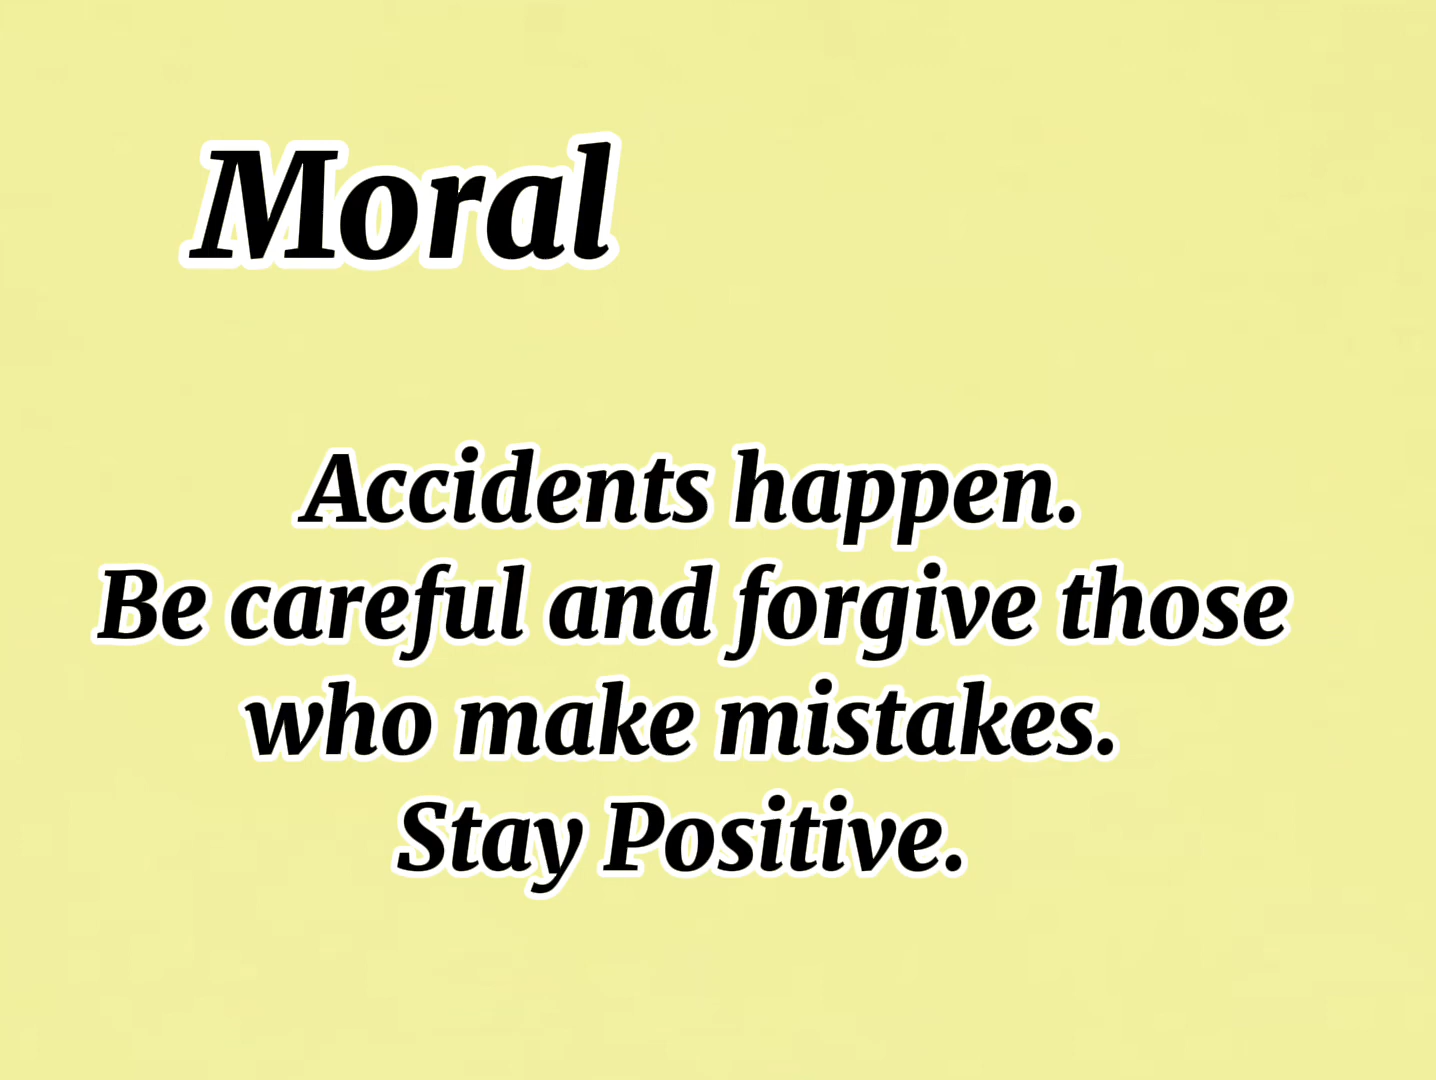 Moral
Accidents happen.
Be careful and forgive those
who make mistakes.
Stay Positive.